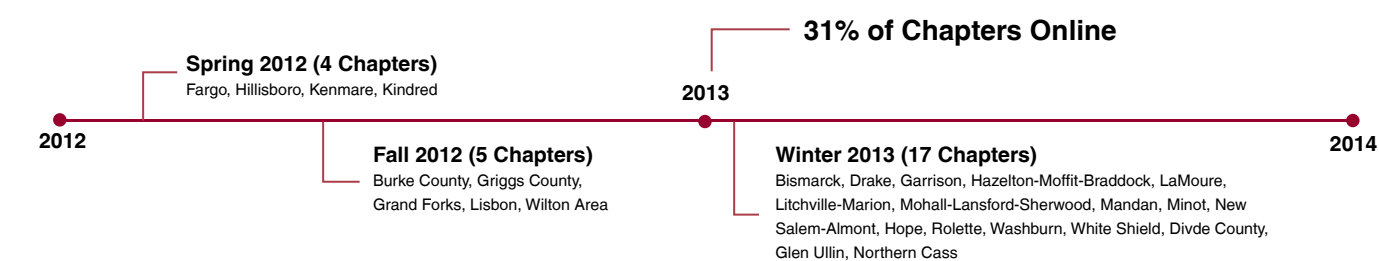 31% of Chapters Online
Spring 2012 (4 Chapters)
Fargo, Hillisboro, Kenmare, Kindred
2013
2012
2014
Fall 2012 (5 Chapters)
Burke County, Griggs County,
Grand Forks, Lisbon, Wilton Area
Winter 2013 (17 Chapters)
Bismarck, Drake, Garrison, Hazelton-Moffit-Braddock, LaMoure,
Litchville-Marion, Mohall-Lansford-Sherwood, Mandan, Minot, New
Salem-Almont, Hope, Rolette, Washburn, White Shield, Divde County,
Glen Ullin, Northern Cass